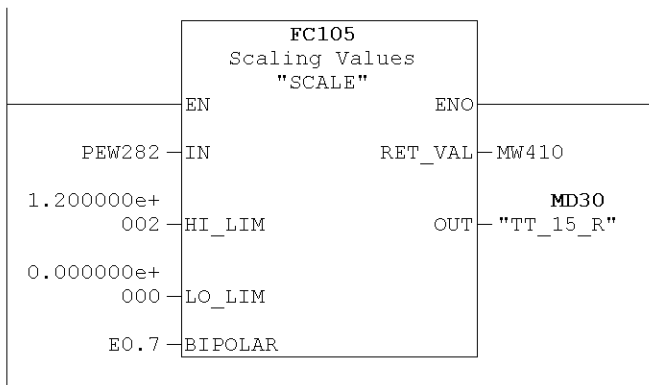 FC105
Scaling Values
"SCALE"
EN ENO
PEW282 IN RET_VAL MW410
1.200000e+ MD30
002 HI_LIM OUT "TT_15_R"
0.000000e+
000 LO_LIM
E0.7 BIPOLAR